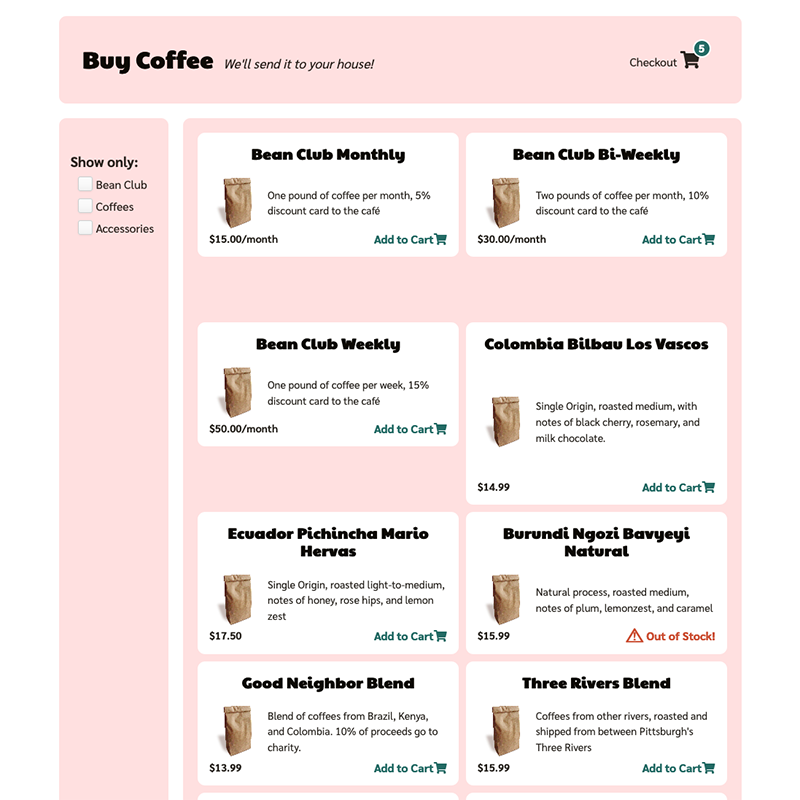 Buy Coffee We'll send it to your house!
Checkout 5
Show only:
Bean Club
Coffees
Accessories
Bean Club Monthly
One pound of coffee per month, 5%
discount card to the café
$15.00/month Add to Cart
Bean Club Bi-Weekly
Two pounds of coffee per month, 10%
discount card to the café
$30.00/month Add to Cart
Bean Club Weekly
One pound of coffee per week, 15%
discount card to the café
$50.00/month Add to Cart
Colombia Bilbau Los Vascos
Single Origin, roasted medium, with
notes of black cherry, rosemary, and
milk chocolate.
$14.99 Add to Cart
Ecuador Pichincha Mario
Hervas
Single Origin, roasted light-to-medium,
notes of honey, rose hips, and lemon
zest
$17.50 Add to Cart
Burundi Ngozi Bavyeyi
Natural
Natural process, roasted medium,
notes of plum, lemonzest, and caramel
$15.99 Out of Stock!
Good Neighbor Blend
Blend of coffees from Brazil, Kenya,
and Colombia. 10% of proceeds go to
charity.
$13.99 Add to Cart
Three Rivers Blend
Coffees from other rivers, roasted and
shipped from between Pittsburgh's
Three Rivers
$15.99 Add to Cart